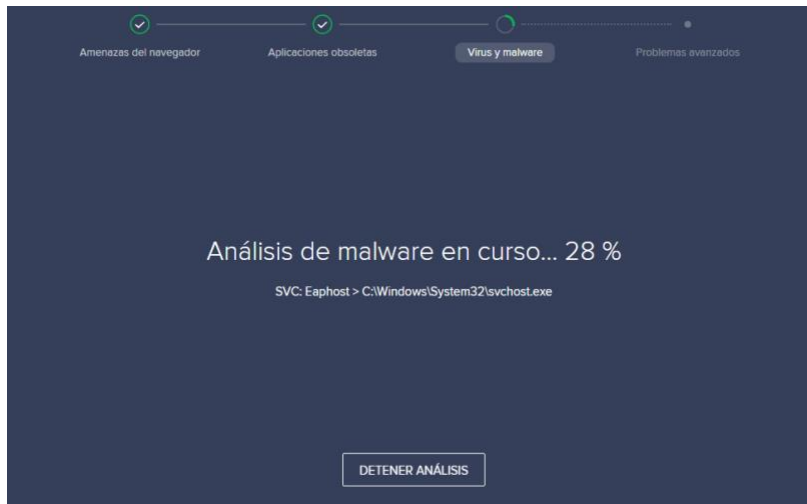 Amenazas del navegador
Aplicaciones obsoletas
Virus y malware
Problemas avanzados
Análisis de malware en curso... 28 %
SVC: Eaphost > C:\Windows\System32\svchost.exe
DETENER ANÁLISIS